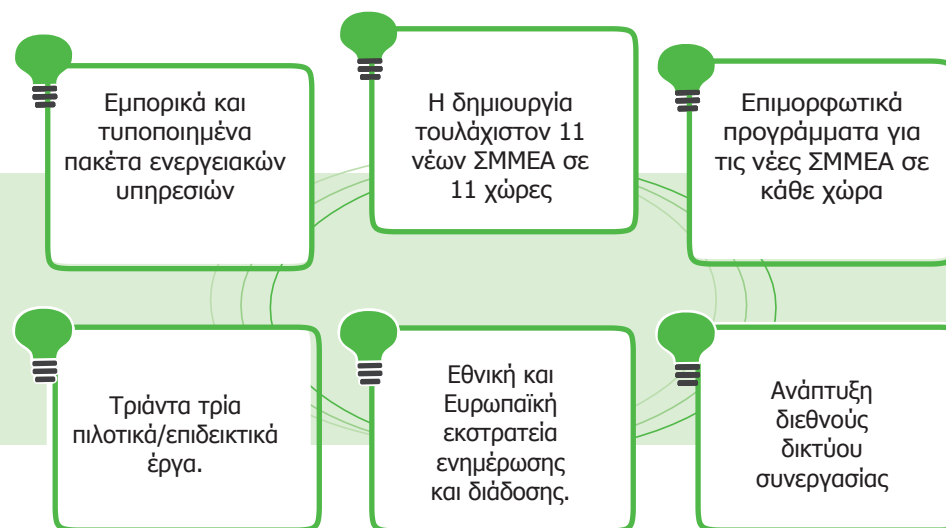 Εμπορικά και
τυποποιημένα
πακέτα ενεργειακών
υπηρεσιών
Η δημιουργία
τουλάχιστον 11
νέων ΣΜΜΕΑ σε
11 χώρες
Επιμορφωτικά
προγράμματα για
τις νέες ΣΜΜΕΑ σε
κάθε χώρα
Τριάντα τρία
πιλοτικά/επιδεικτικά
έργα.
Εθνική και
Ευρωπαϊκή
εκστρατεία
ενημέρωσης
και διάδοσης.
Ανάπτυξη
διεθνούς
δικτύου
συνεργασίας